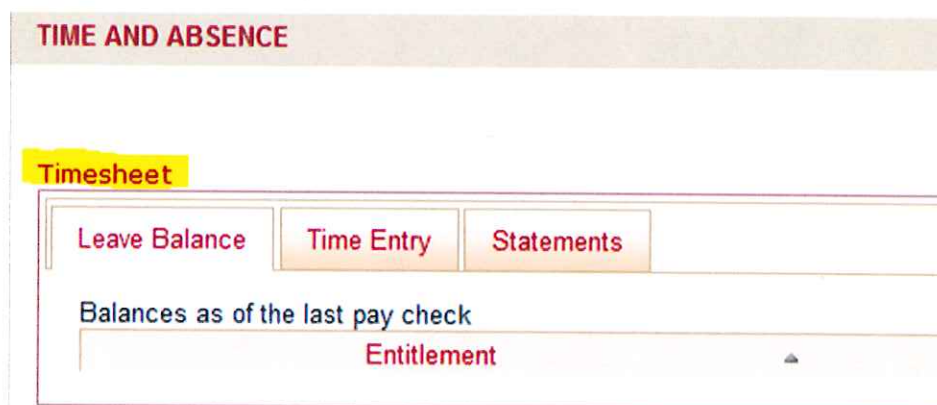 TIME AND ABSENCE
Timesheet
Leave Balance Time Entry Statements
Balances as of the last pay check
Entitlement